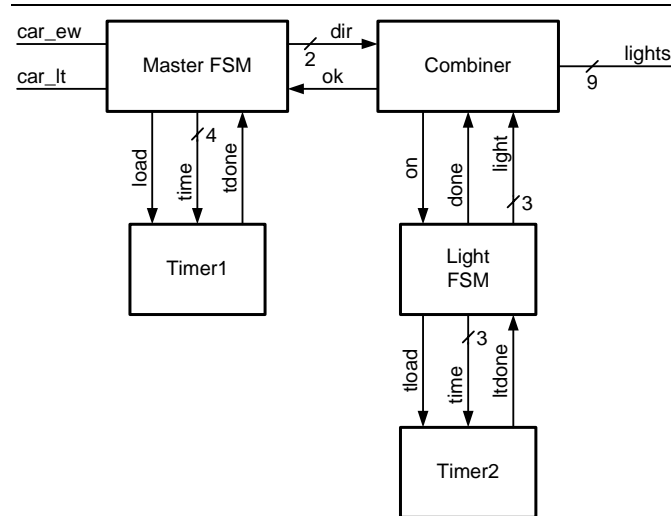 car_ew
car_lt
Master FSM
dir
2
ok
Combiner
lights
9
load
time
4
tdone
on
done
light
3
Timer1
Light
FSM
tload
time
3
ltdone
Timer2